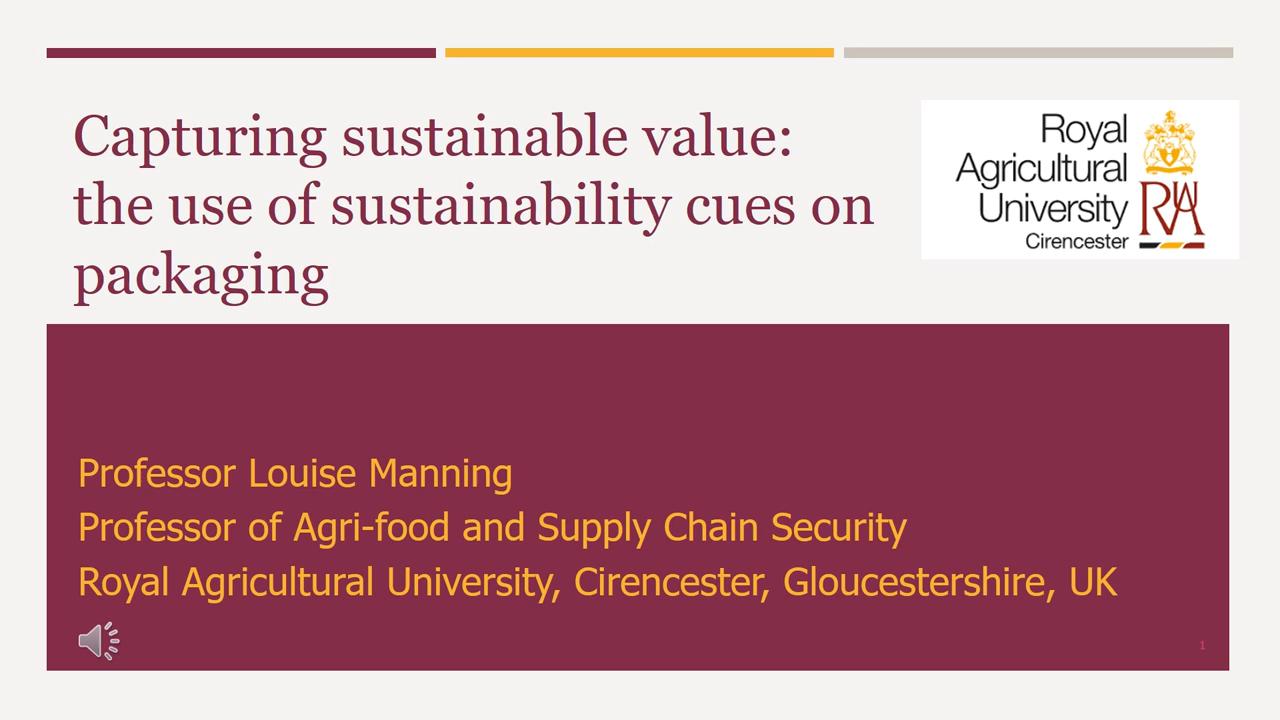 Capturing sustainable value:
the use of sustainability cues on
packaging
Royal
Agricultural
University
Cirencester
RAU
Professor Louise Manning
Professor of Agri-food and Supply Chain Security
Royal Agricultural University, Cirencester, Gloucestershire, UK
1